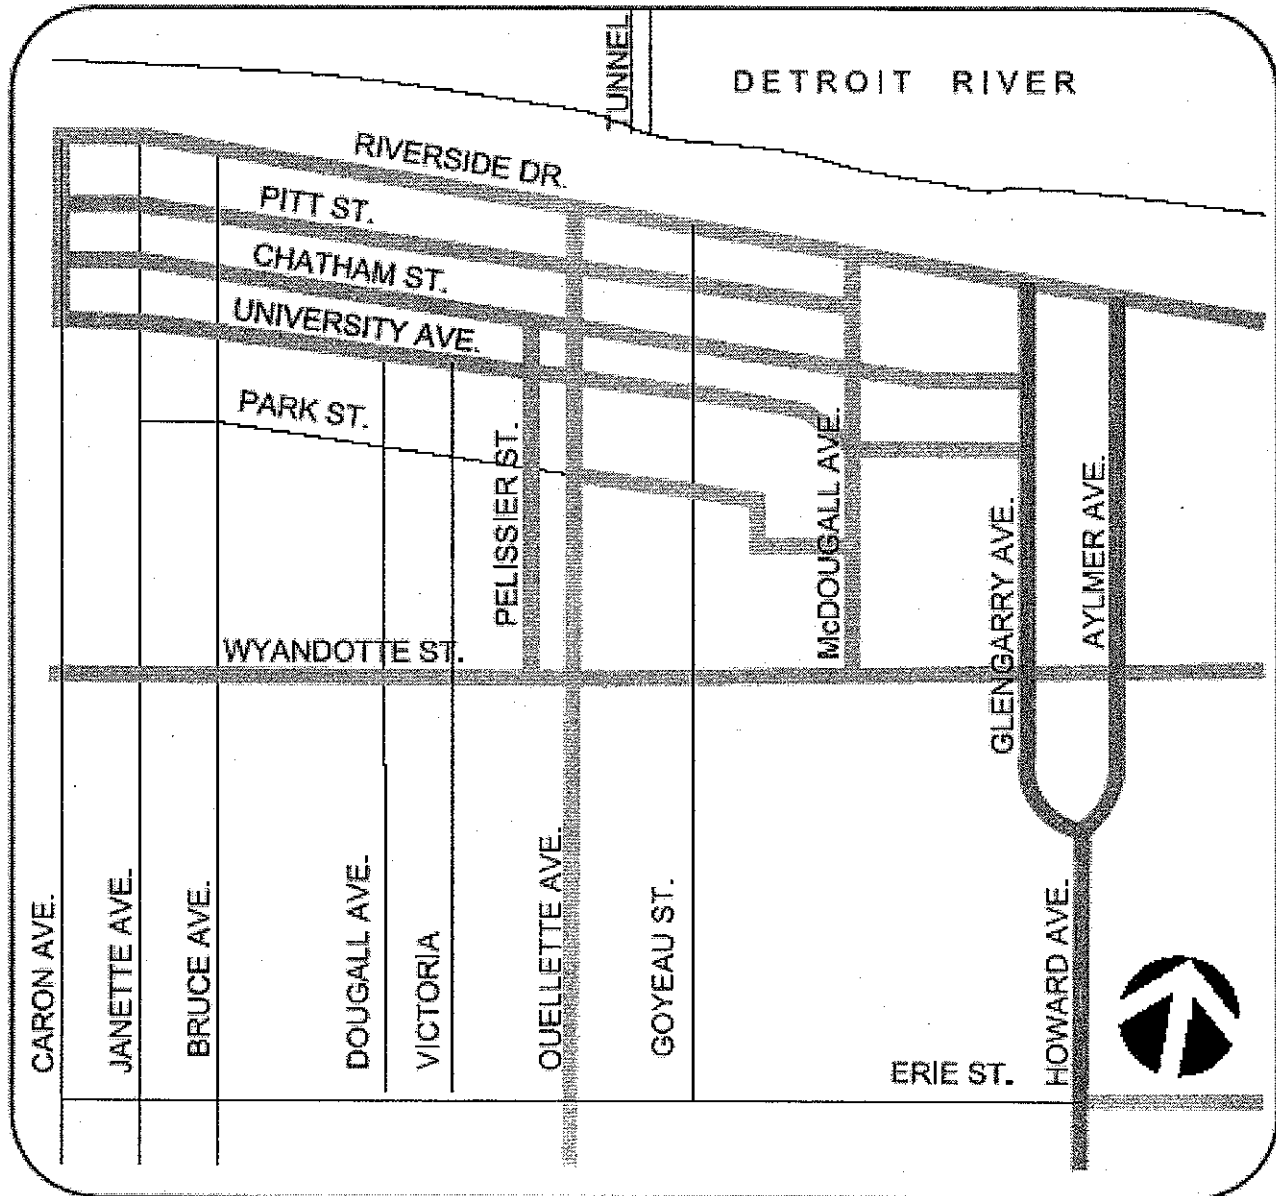 TUNNEL
DETROIT RIVER
RIVERSIDE DR.
PITT ST.
CHATHAM ST.
UNIVERSITY AVE.
PARK ST.
PELISSIER ST.
McDOUGALL AVE.
GLENGARRY AVE.
AYLMER AVE.
WYANDOTTE ST.
CARON AVE.
JANETTE AVE.
BRUCE AVE.
DOUGALL AVE.
VICTORIA
OUELLETTE AVE.
GOYEAU ST.
ERIE ST.
HOWARD AVE.